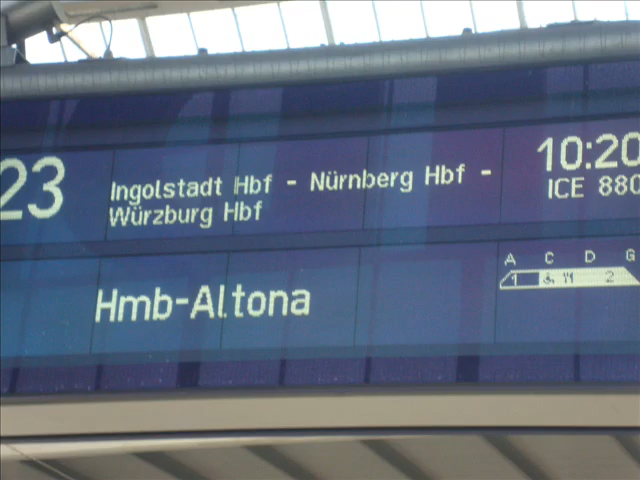 23
Ingolstadt Hbf - Nürnberg Hbf -
Würzburg Hbf
10:20
ICE 880
Hmb-Altona
A C D G
1 2